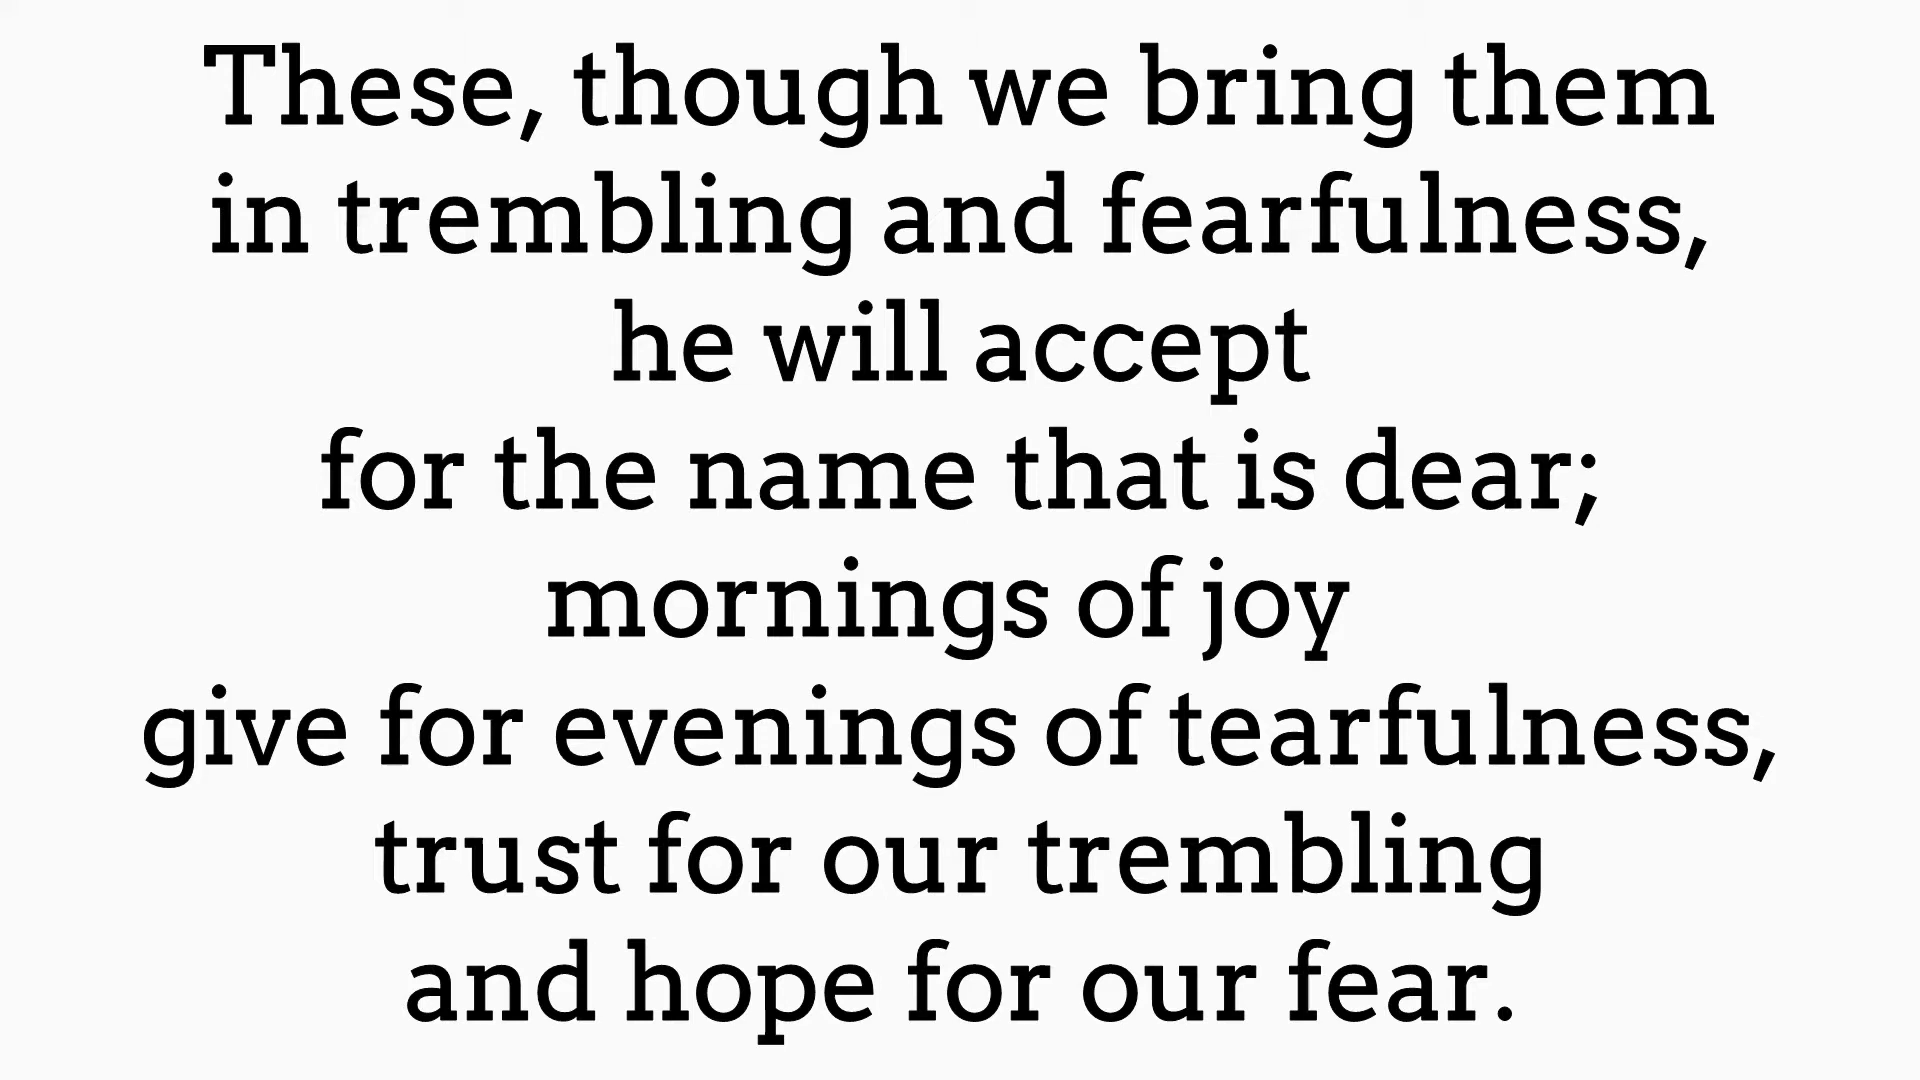 These, though we bring them
in trembling and fearfulness,
he will accept
for the name that is dear;
mornings of joy
give for evenings of tearfulness,
trust for our trembling
and hope for our fear.